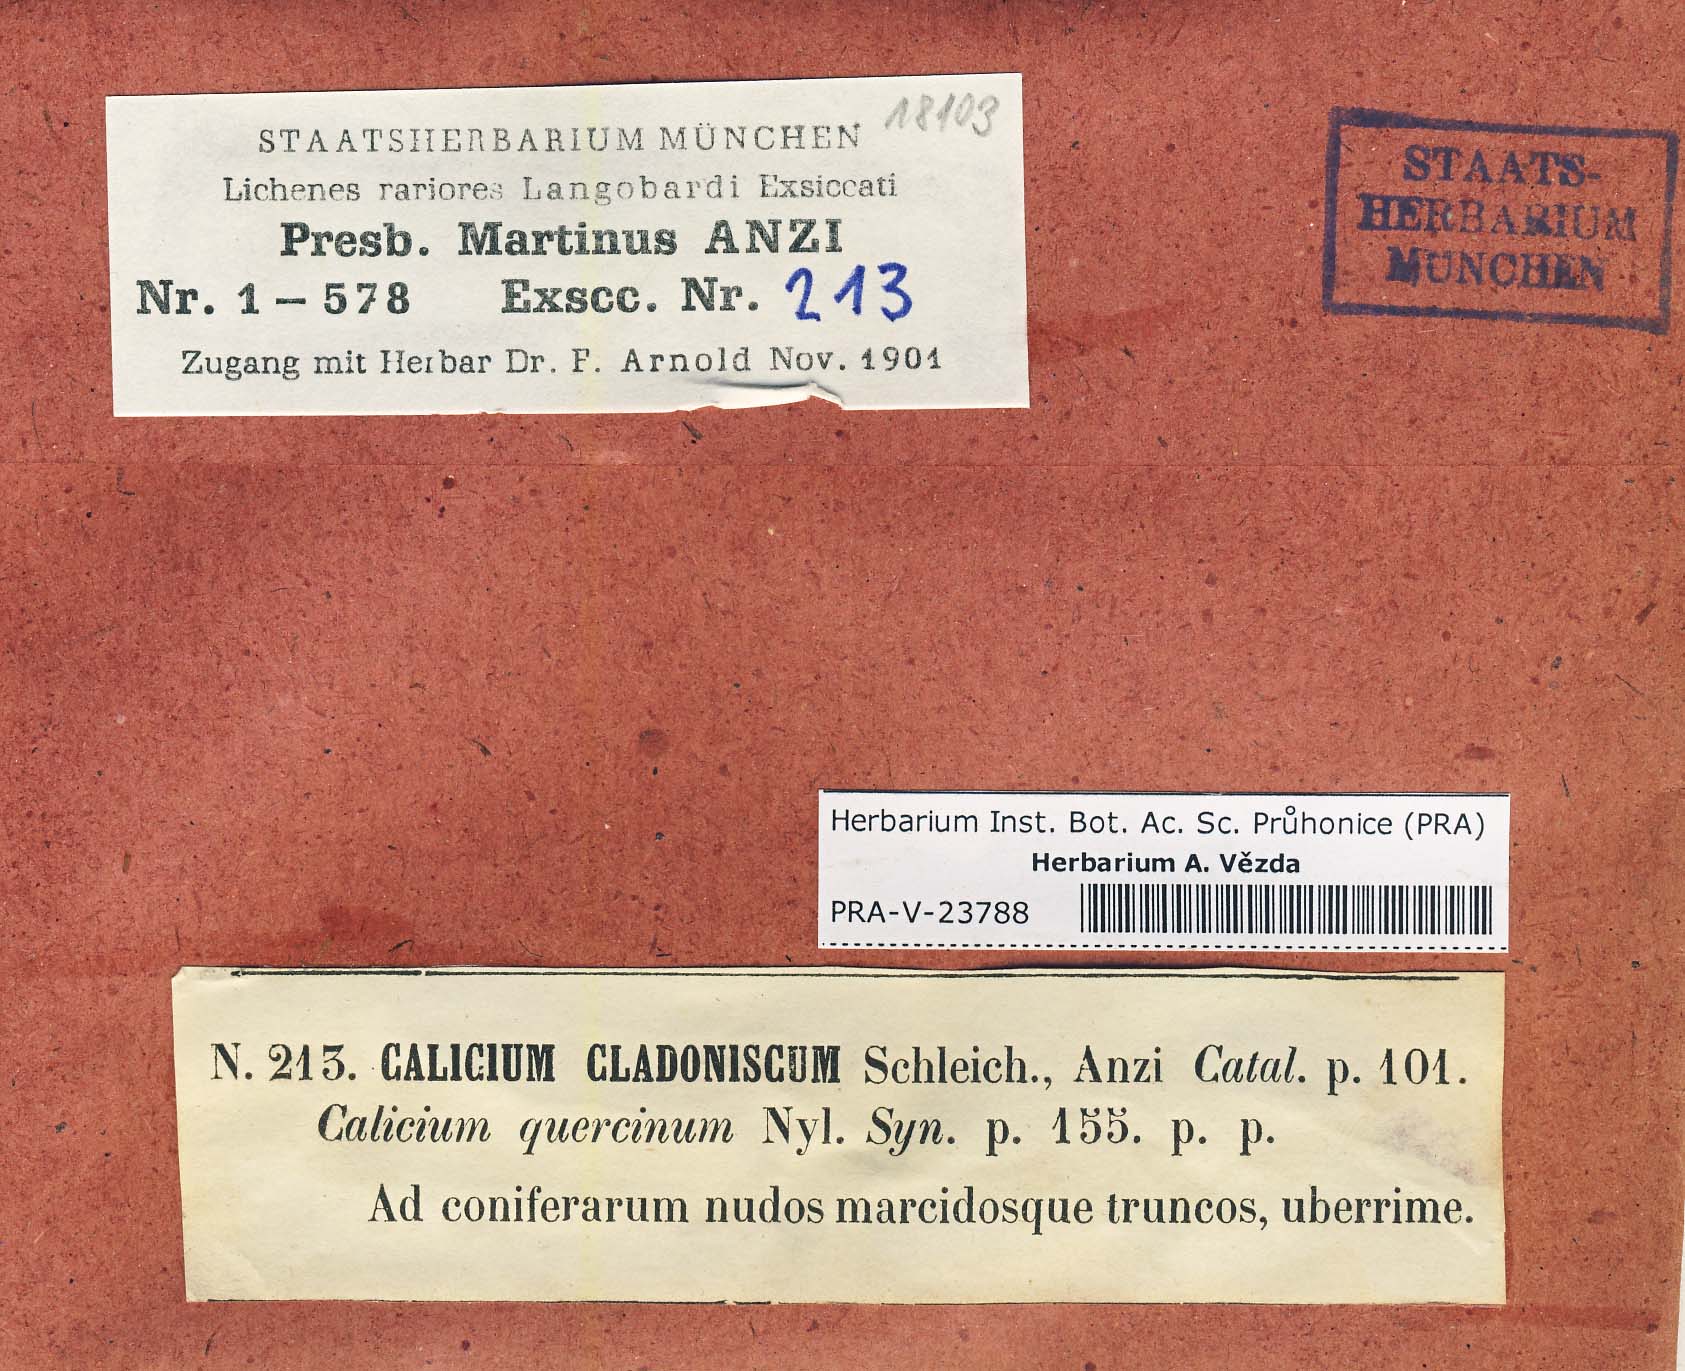 18103
STAATSHERBARIUM MÜNCHEN
Lichenes rariores Langobardi Exsiccati
Presb. Martinus ANZI
Nr. 1 – 578 Exscc. Nr. 213
Zugang mit Herbar Dr. F. Arnold Nov. 1901
STAATS-
HERBARIUM
MÜNCHEN
Herbarium Inst. Bot. Ac. Sc. Průhonice (PRA)
Herbarium A. Vězda
PRA-V-23788
N. 213. CALICIUM CLADONISCUM Schleich., Anzi Catal. p. 101.
Calicium quercinum Nyl. Syn. p. 155. p. p.
Ad coniferarum nudos marcidosque truncos, uberrime.